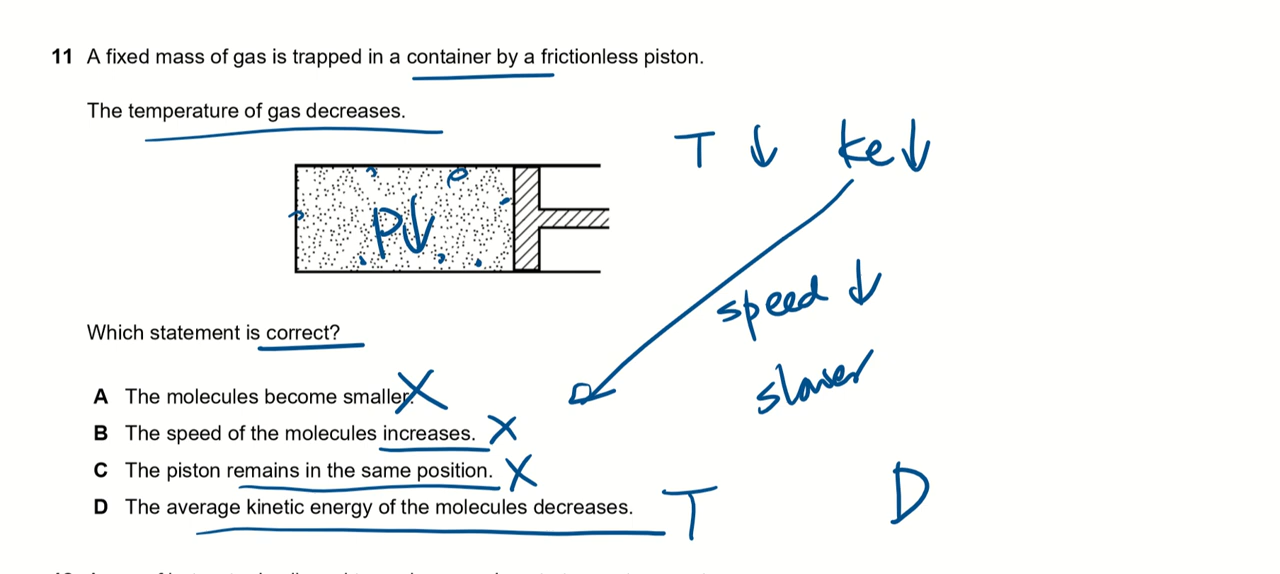 11 A fixed mass of gas is trapped in a container by a frictionless piston.
The temperature of gas decreases.
T ↓ ke↓
P↓
speed ↓
slower
Which statement is correct?
A The molecules become smaller. X
B The speed of the molecules increases. X
C The piston remains in the same position. X
D The average kinetic energy of the molecules decreases. T
D